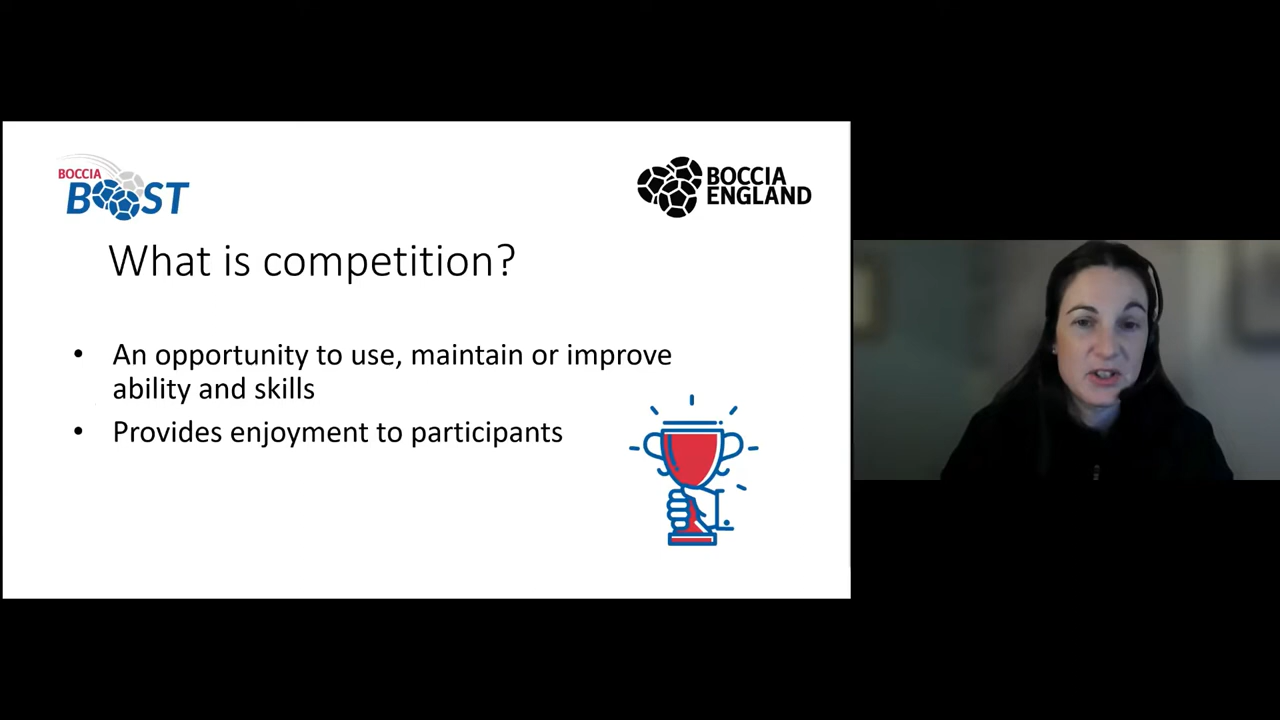 BOCCIA
BOOST
BOCCIA
ENGLAND
What is competition?
• An opportunity to use, maintain or improve
ability and skills
• Provides enjoyment to participants